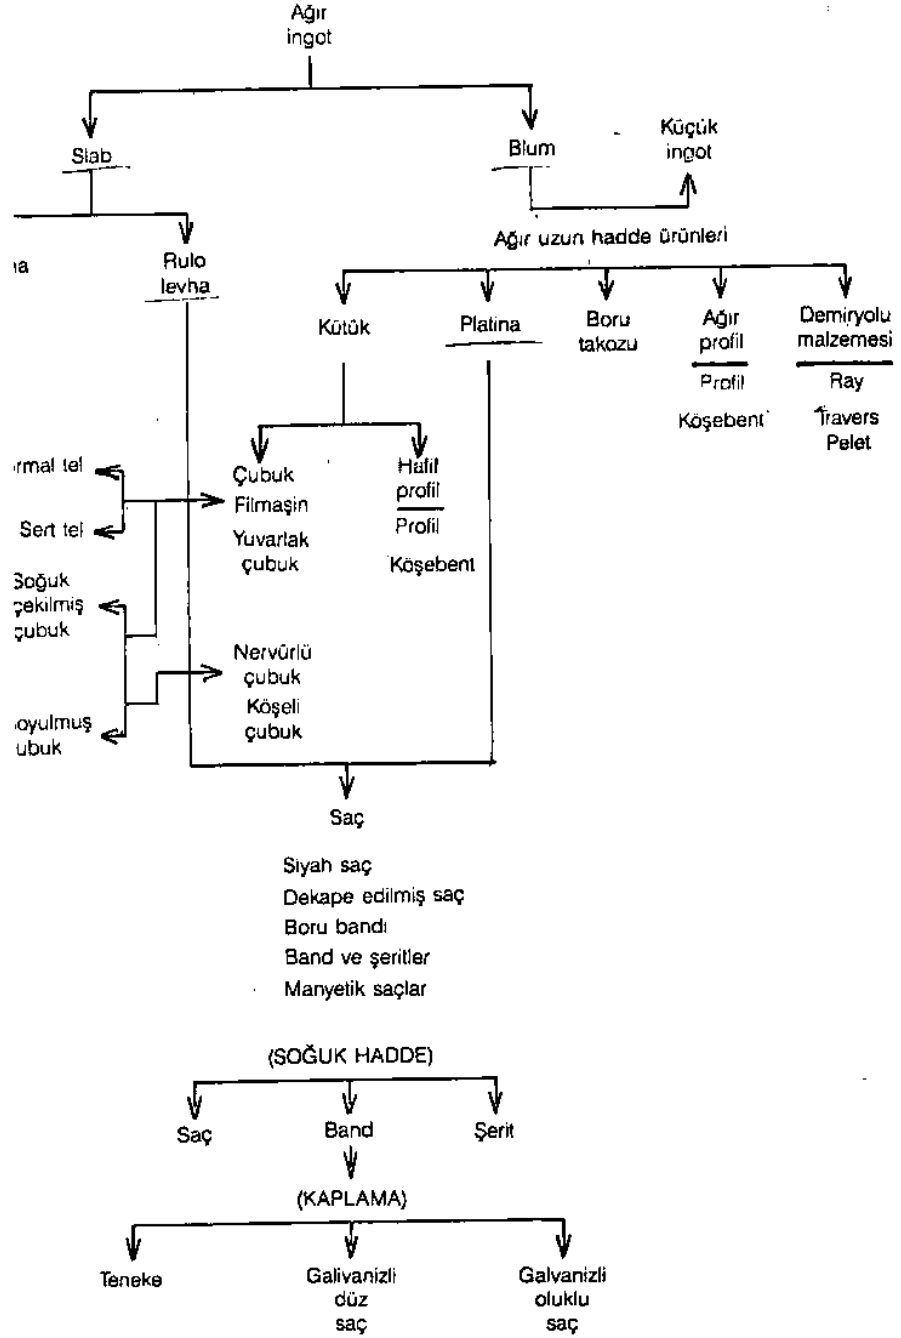 Ağır
ingot
Slab
Blum
Küçük
ingot
Ağır uzun hadde ürünleri
Rulo
levha
Kütük
Platina
Boru
takozu
Ağır
profil
Profil
Köşebent
Demiryolu
malzemesi
Ray
Travers
Pelet
Çubuk
Filmaşin
Yuvarlak
çubuk
Hafif
profil
Profil
Köşebent
tel
Sert tel
Soğuk
çekilmiş
çubuk
Nervürlü
çubuk
Köşeli
çubuk
Saç
Siyah saç
Dekape edilmiş saç
Boru bandı
Band ve şeritler
Manyetik saçlar
(SOĞUK HADDE)
Saç
Band
Şerit
(KAPLAMA)
Teneke
Galivanizli
düz
saç
Galvanizli
oluklu
saç